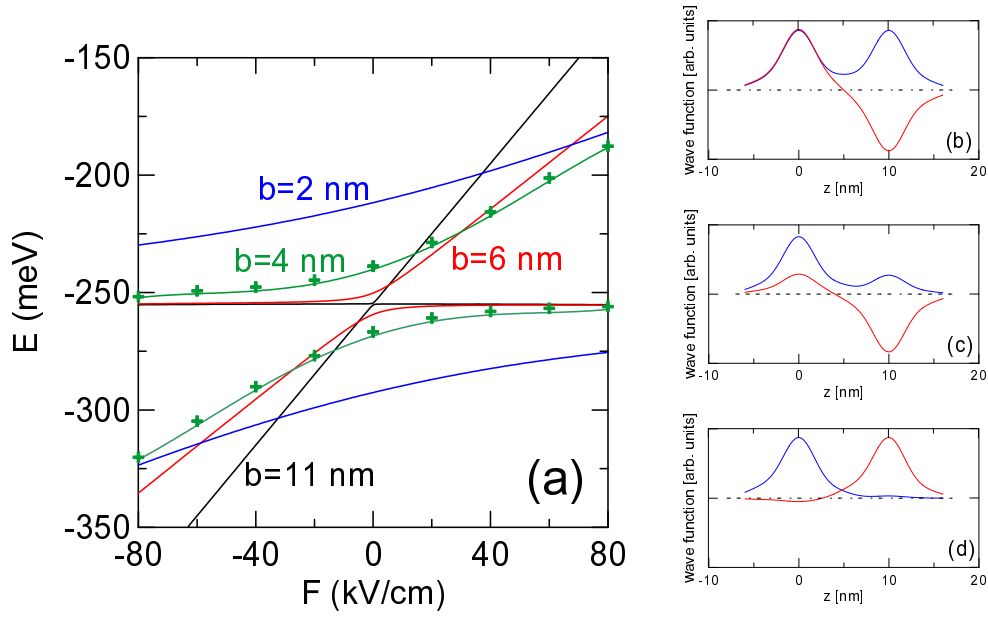 -150
-200
-250
-300
-350
E (meV)
b=2 nm
b=4 nm
b=6 nm
b=11 nm
(a)
-80
-40
0
40
80
F (kV/cm)
wave function [arb. units]
(b)
-10
0
10
20
z [nm]
wave function [arb. units]
(c)
-10
0
10
20
z [nm]
wave function [arb. units]
(d)
-10
0
10
20
z [nm]